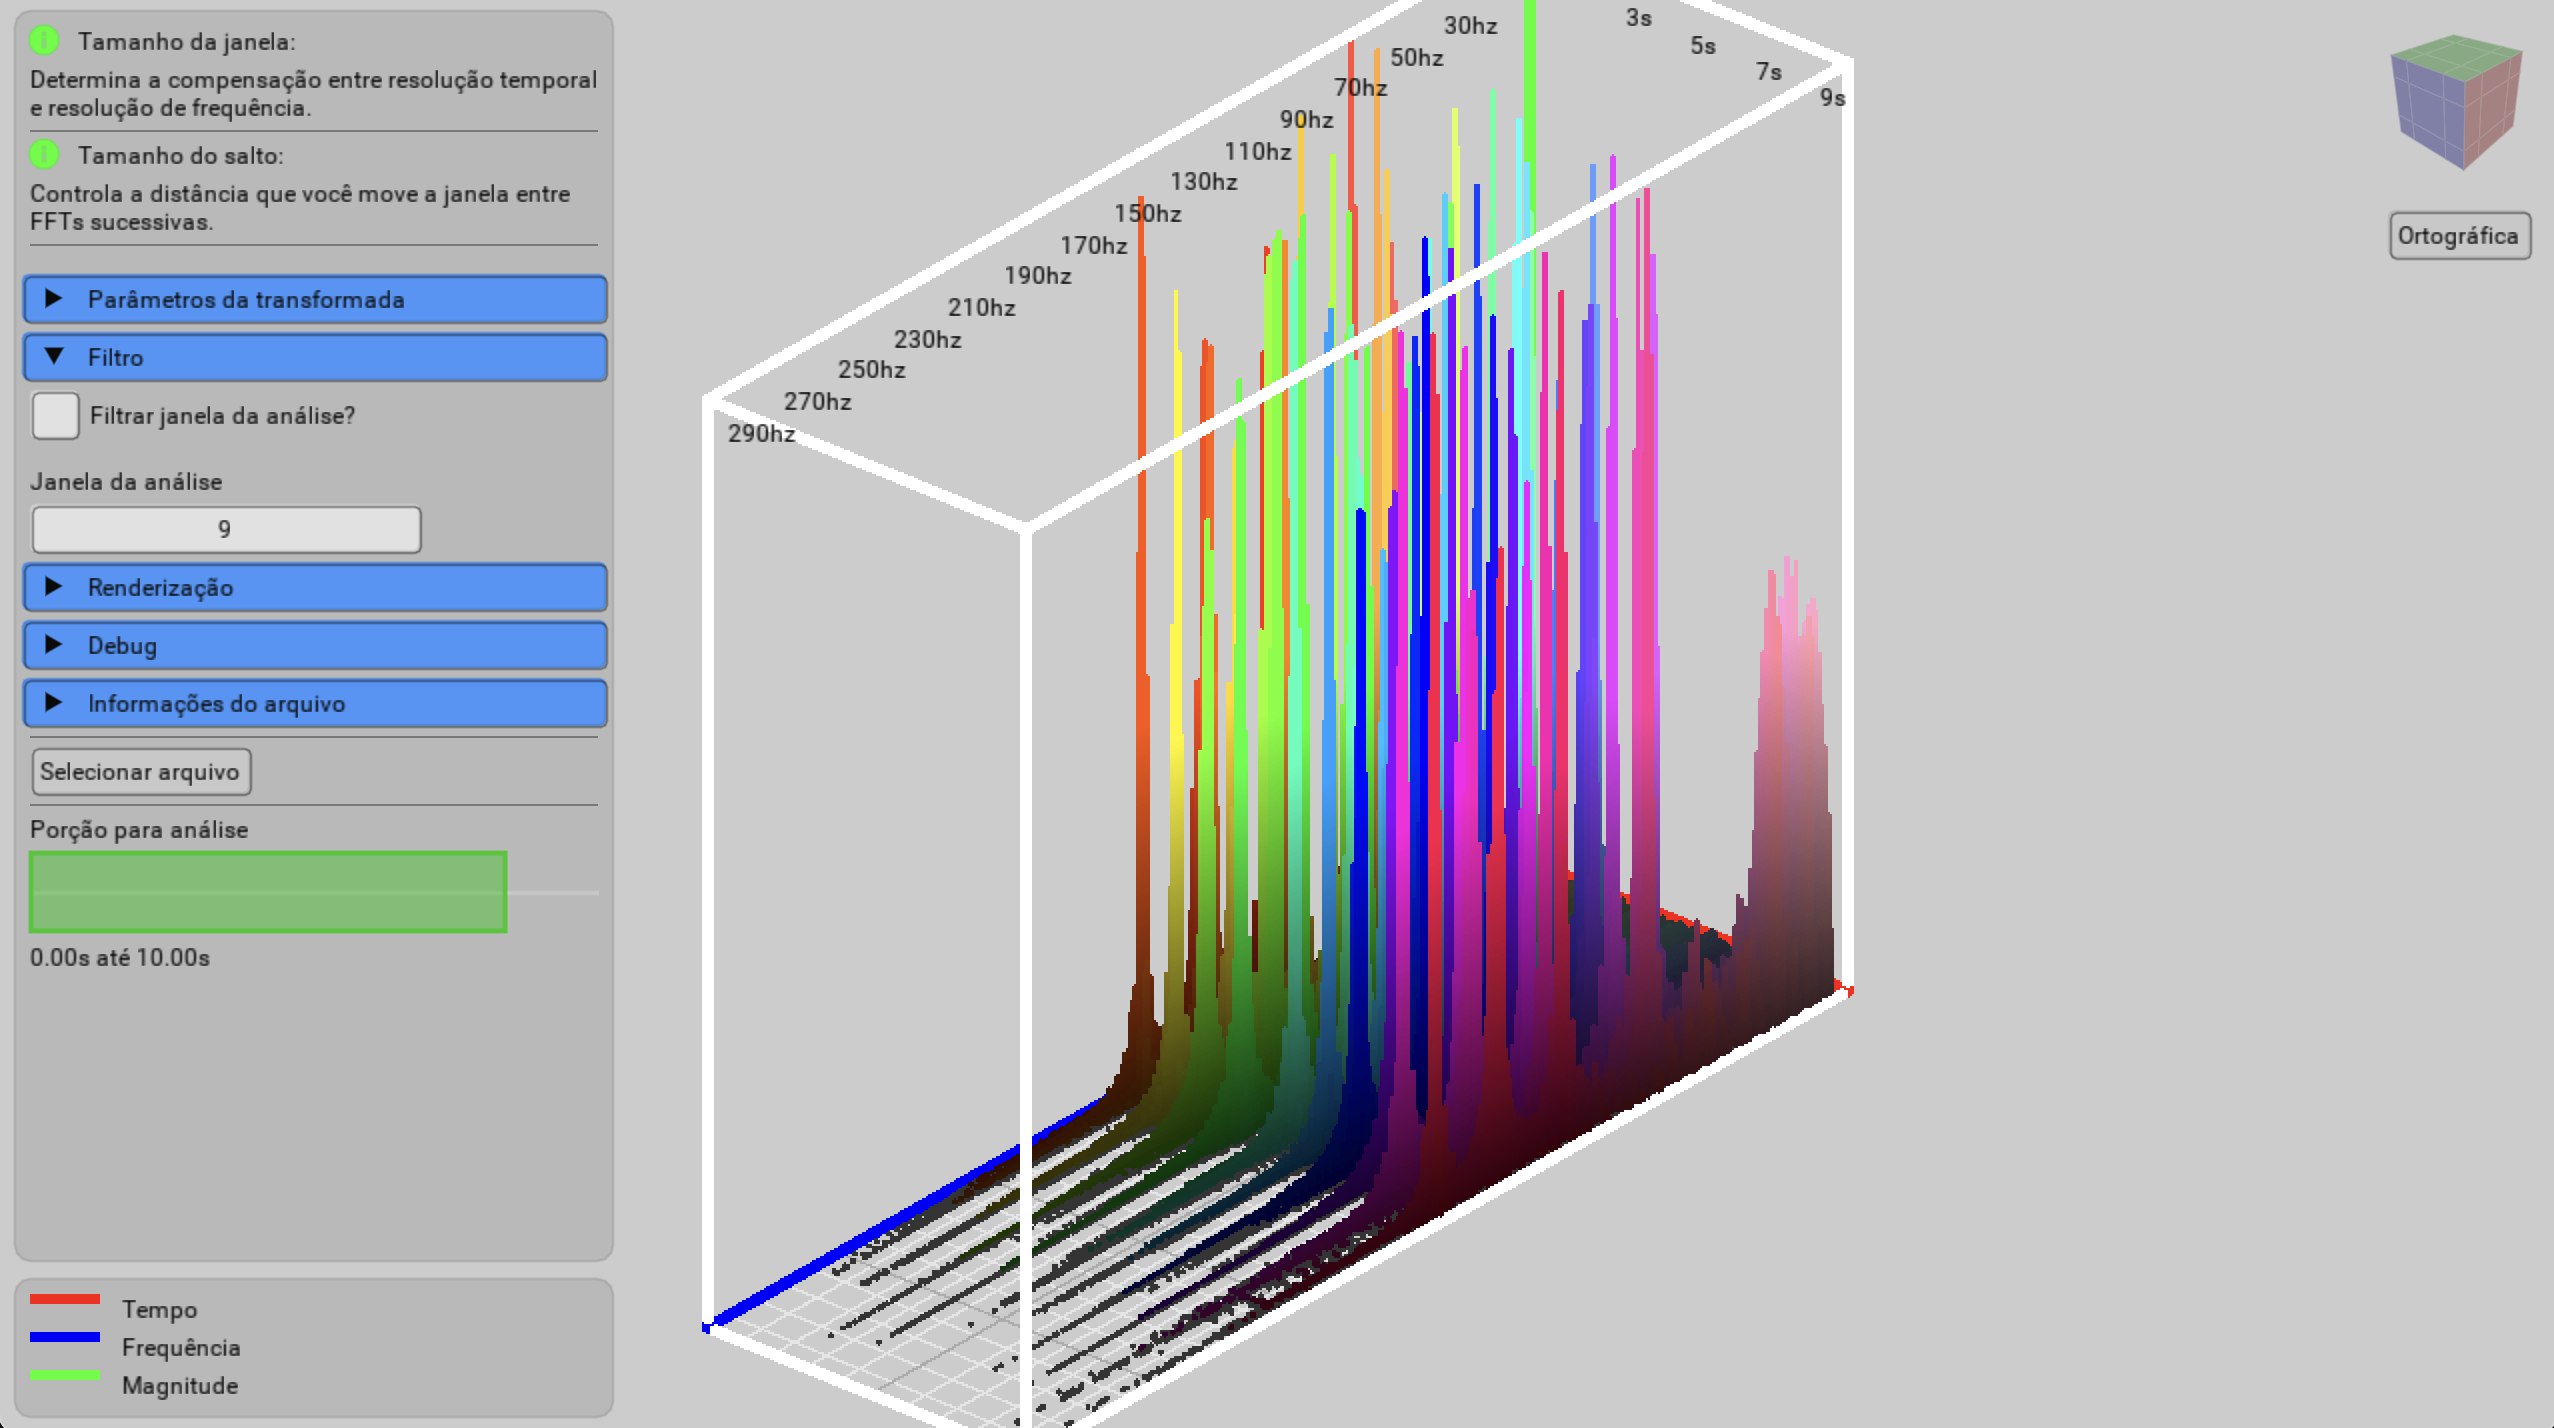 Tamanho da janela:
Determina a compensação entre resolução temporal
e resolução de frequência.
Tamanho do salto:
Controla a distância que você move a janela entre
FFTs sucessivas.
Parâmetros da transformada
Filtro
Filtrar janela da análise?
Janela da análise
9
Renderização
Debug
Informações do arquivo
Selecionar arquivo
Porção para análise
0.00s até 10.00s
Tempo
Frequência
Magnitude
30hz
50hz
70hz
90hz
110hz
130hz
150hz
170hz
190hz
210hz
230hz
250hz
270hz
290hz
3s
5s
7s
9s
Ortográfica